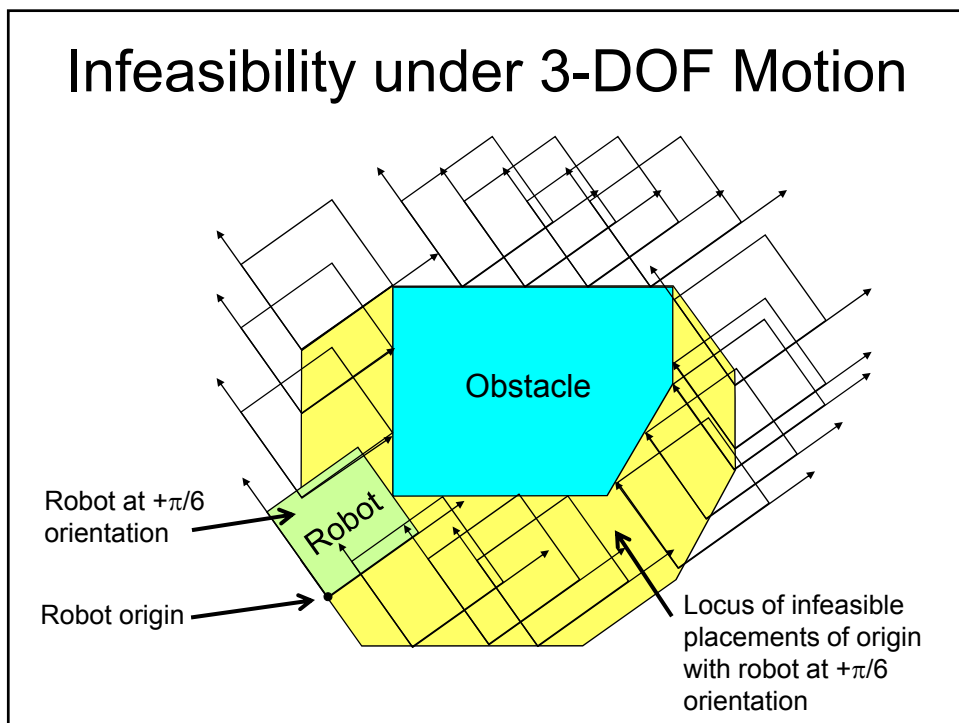 Infeasibility under 3-DOF Motion
Obstacle
Robot at +π/6
orientation
Robot
Robot origin
Locus of infeasible
placements of origin
with robot at +π/6
orientation